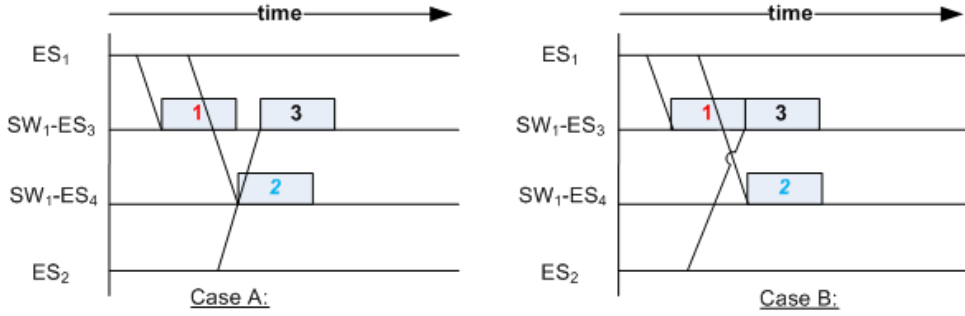 time
ES1
1
3
SW1-ES3
2
SW1-ES4
ES2
Case A:
time
ES1
1
3
SW1-ES3
2
SW1-ES4
ES2
Case B: